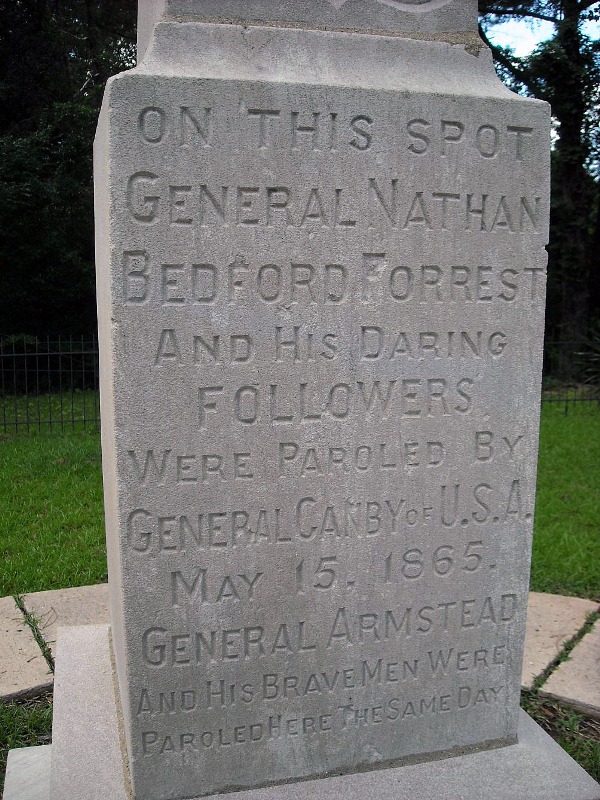 ON THIS SPOT
GENERAL NATHAN
BEDFORD FORREST
AND HIS DARING
FOLLOWERS
WERE PAROLED BY
GENERAL CANBY OF U.S.A.
MAY 15. 1865.
GENERAL ARMSTEAD
AND HIS BRAVE MEN WERE
PAROLED HERE THE SAME DAY